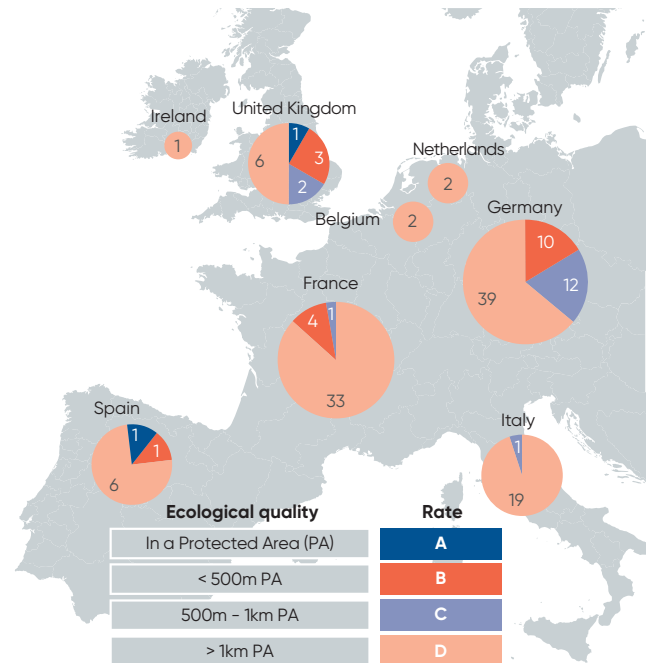 United Kingdom
Ireland
1
1
3
6
2
Netherlands
2
Belgium
2
Germany
10
12
39
France
4
1
33
Spain
1
1
6
Italy
1
19
Ecological quality Rate
In a Protected Area (PA) A
< 500m PA B
500m - 1km PA C
> 1km PA D